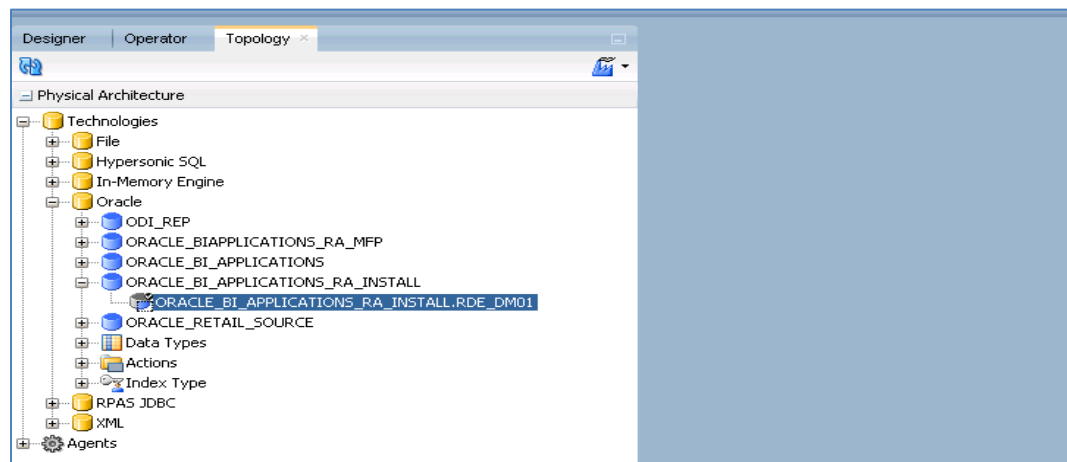 Designer Operator Topology
Physical Architecture
Technologies
File
Hypersonic SQL
In-Memory Engine
Oracle
ODI_REP
ORACLE_BIAPPLICATIONS_RA_MFP
ORACLE_BI_APPLICATIONS
ORACLE_BI_APPLICATIONS_RA_INSTALL
ORACLE_BI_APPLICATIONS_RA_INSTALL.RDE_DM01
ORACLE_RETAIL_SOURCE
Data Types
Actions
Index Type
RPAS JDBC
XML
Agents